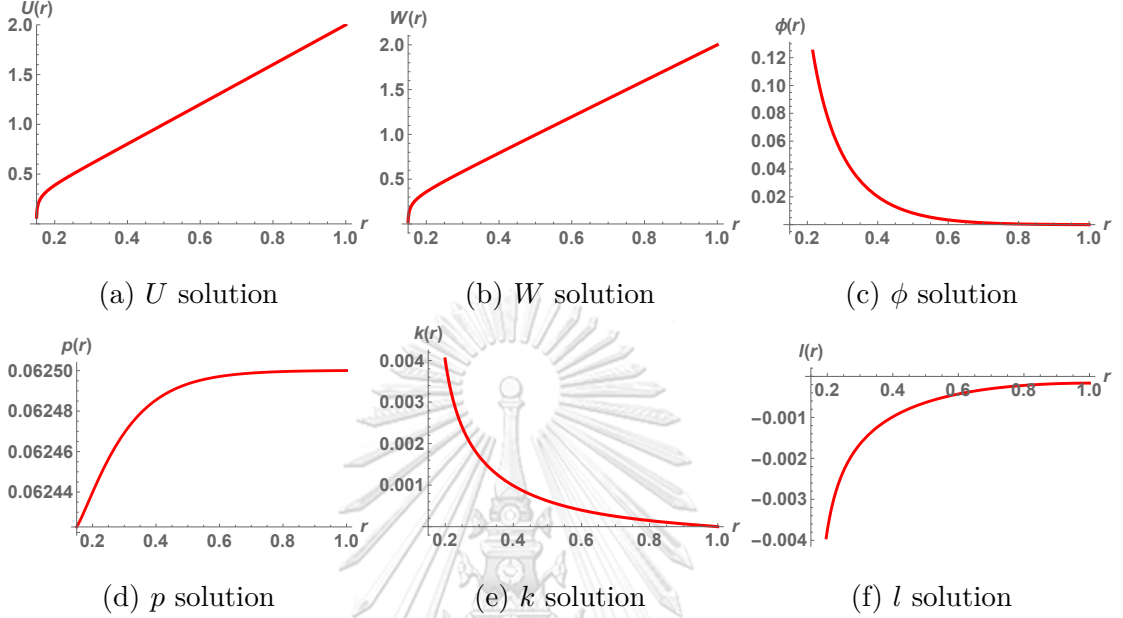 U(r)
2.0
1.5
1.0
0.5
0.2 0.4 0.6 0.8 1.0 r
(a) U solution
W(r)
2.0
1.5
1.0
0.5
0.2 0.4 0.6 0.8 1.0 r
(b) W solution
ϕ(r)
0.12
0.10
0.08
0.06
0.04
0.02
0.2 0.4 0.6 0.8 1.0 r
(c) ϕ solution
p(r)
0.06250
0.06248
0.06246
0.06244
0.2 0.4 0.6 0.8 1.0 r
(d) p solution
k(r)
0.004
0.003
0.002
0.001
0.2 0.4 0.6 0.8 1.0 r
(e) k solution
l(r)
0.2 0.4 0.6 0.8 1.0 r
−0.001
−0.002
−0.003
−0.004
(f) l solution